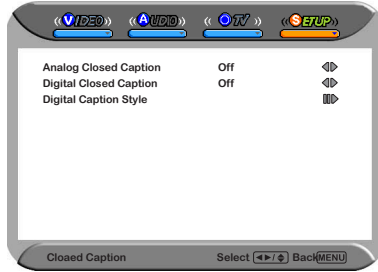 VIDEO AUDIO TV SETUP
Analog Closed Caption Off
Digital Closed Caption Off
Digital Caption Style
Cloaed Caption Select ◄►/◆ Back MENU